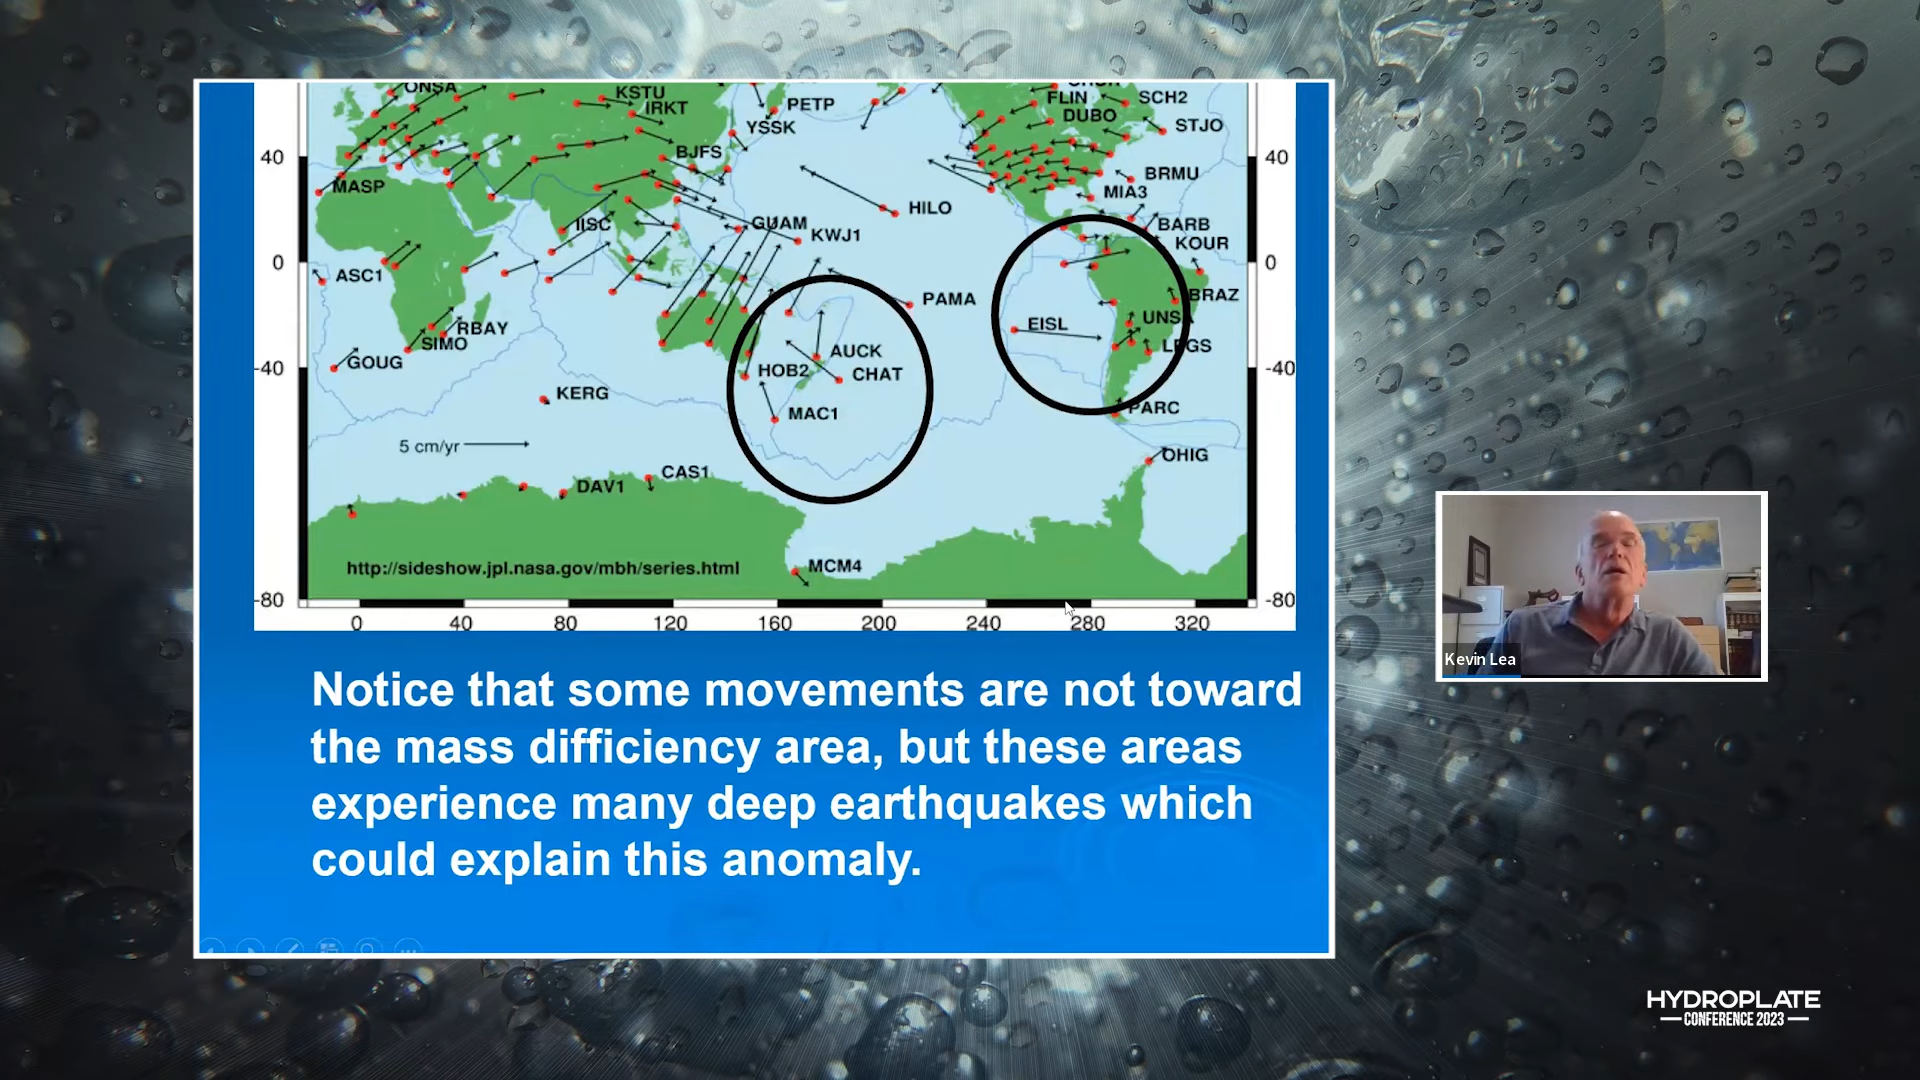 ONSA
KSTU
IRKT
PETP
YSSK
BJFS
FLIN
DUBO
SCH2
STJO
40
40
MASP
BRMU
MIA3
HILO
IISC
GUAM
KWJ1
BARB
KOUR
0
0
ASC1
PAMA
BRAZ
EISL
UNSA
RBAY
SIMO
LPGS
GOUG
AUCK
HOB2
CHAT
-40
-40
KERG
MAC1
PARC
5 cm/yr
OHIG
CAS1
DAV1
http://sideshow.jpl.nasa.gov/mbh/series.html
MCM4
-80
-80
0 40 80 120 160 200 240 280 320
Notice that some movements are not toward
the mass difficiency area, but these areas
experience many deep earthquakes which
could explain this anomaly.
Kevin Lea
HYDROPLATE
CONFERENCE 2023